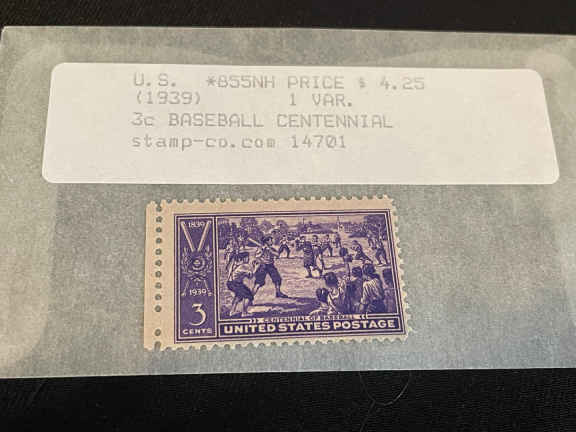 U.S. *855NH PRICE $ 4.25
(1939) 1 VAR.
3c BASEBALL CENTENNIAL
stamp-co.com 14701
1839
1939
3
CENTS
CENTENNIAL OF BASEBALL
UNITED STATES POSTAGE